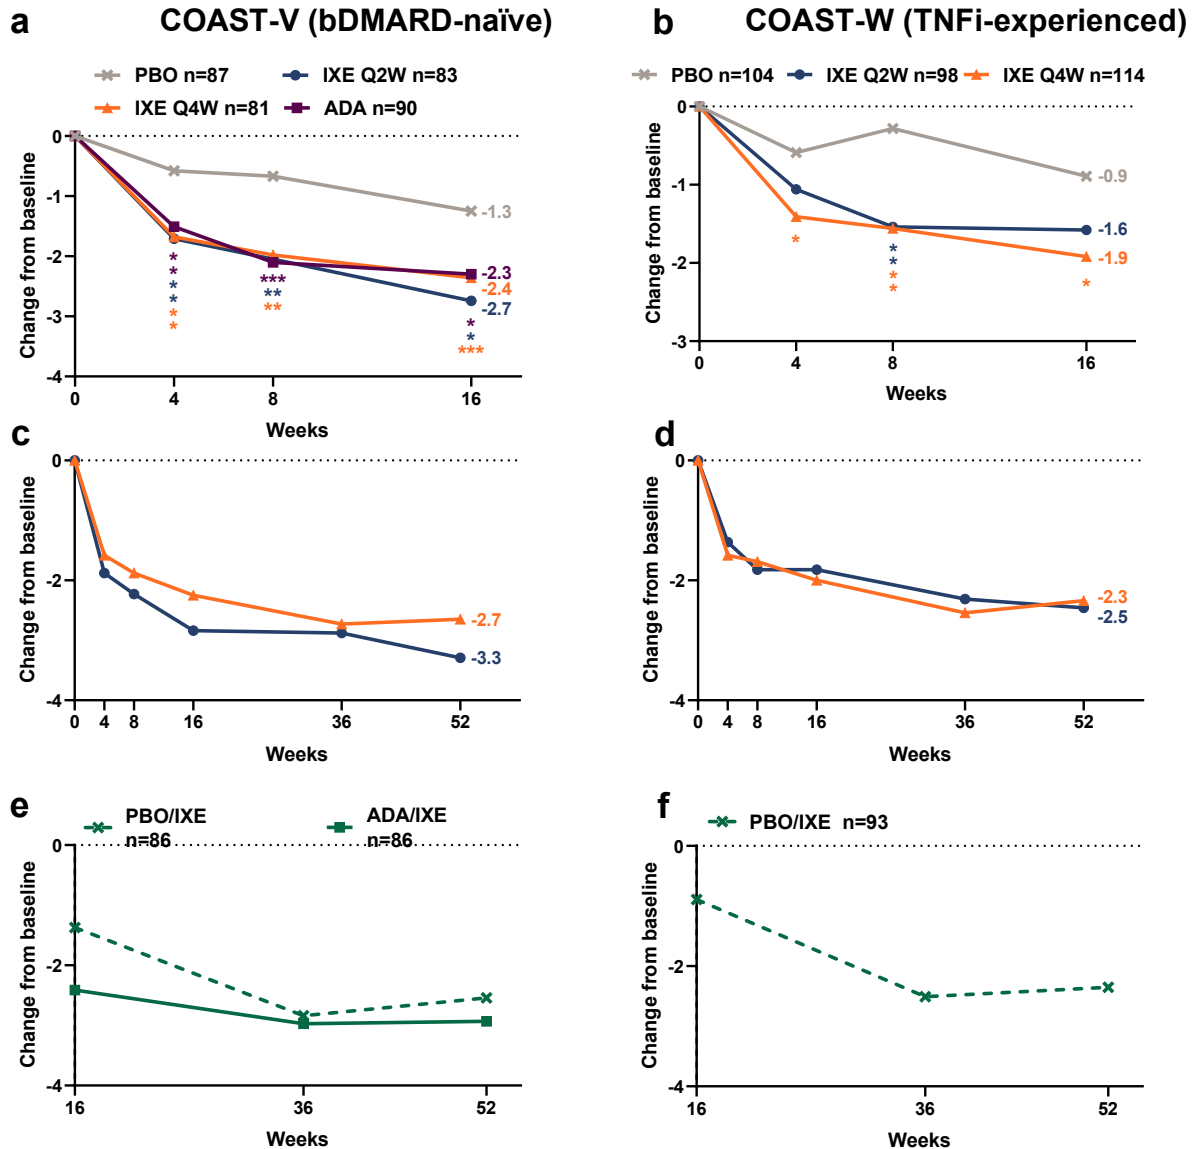 a COAST-V (bDMARD-naïve)
PBO n=87 IXE Q2W n=83
IXE Q4W n=81 ADA n=90
Change from baseline
0
-1
-2
-3
-4
-1.3
-2.3
-2.4
-2.7
* *** *
* ** *
* ** ***
*
*
*
0 4 8 16
Weeks
b COAST-W (TNFi-experienced)
PBO n=104 IXE Q2W n=98 IXE Q4W n=114
Change from baseline
0
-1
-2
-3
-0.9
-1.6
-1.9
* * *
*
*
*
0 4 8 16
Weeks
c
Change from baseline
0
-2
-4
-2.7
-3.3
0 4 8 16 36 52
Weeks
d
Change from baseline
0
-2
-4
-2.3
-2.5
0 4 8 16 36 52
Weeks
e
PBO/IXE ADA/IXE
n=86 n=86
Change from baseline
0
-2
-4
16 36 52
Weeks
f
PBO/IXE n=93
Change from baseline
0
-2
-4
16 36 52
Weeks